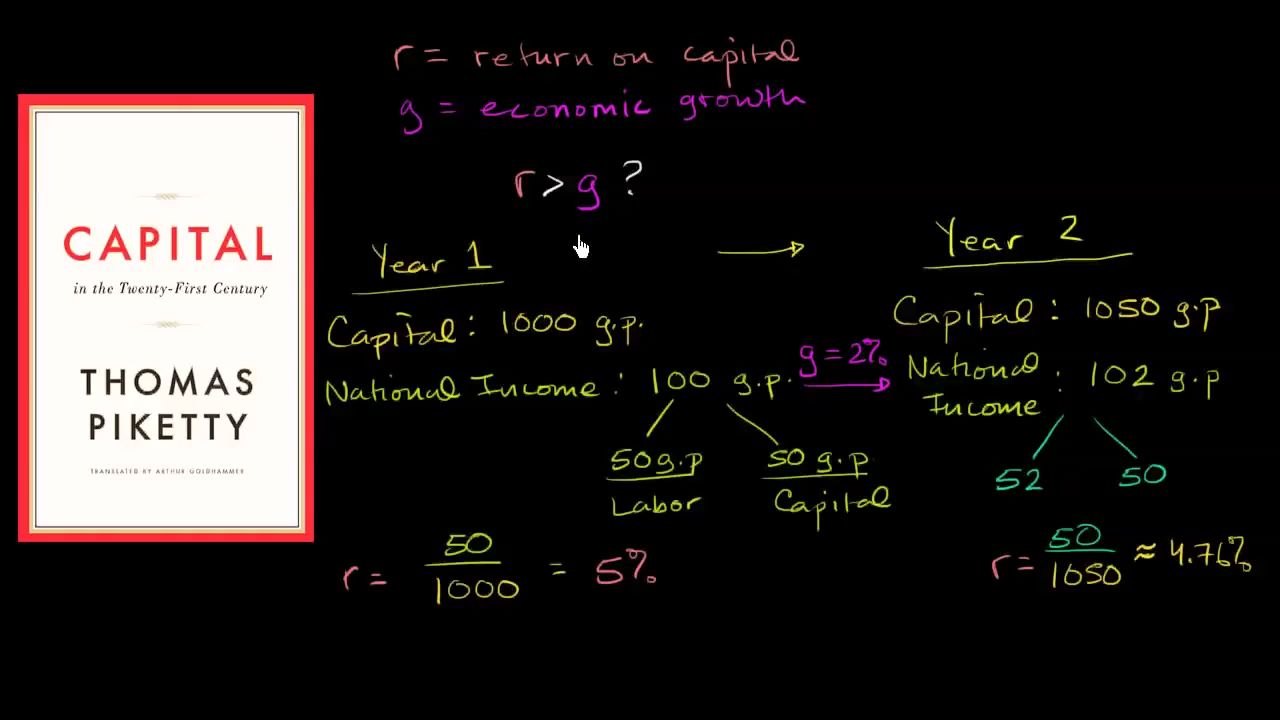 r = return on capital
g = economic growth
r > g ?
CAPITAL
in the Twenty-First Century
THOMAS
PIKETTY
TRANSLATED BY ARTHUR GOLDHAMMER
Year 1
Capital: 1000 g.p.
National Income: 100 g.p.
50 g.p
Labor
50 g.p.
Capital
r = 50/1000 = 5%
g = 2%
Year 2
Capital: 1050 g.p
National
Income : 102 g.p
52 50
r = 50/1050 ≈ 4.76%